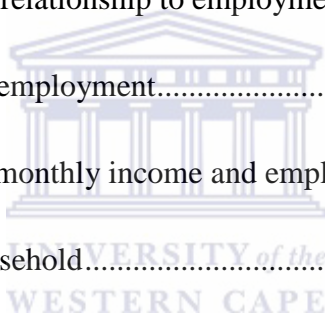 relationship to employme
employment......................
monthly income and empl
sehold..........................
UNIVERSITY of the
WESTERN CAPE